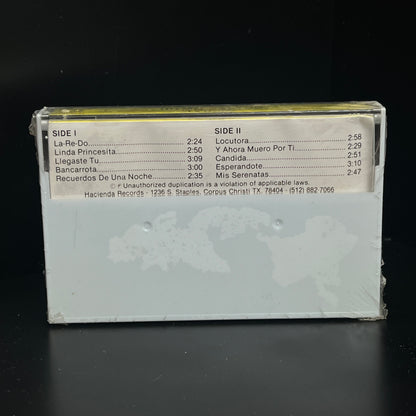 SIDE I
La-Re-Do 2:24
Linda Princesita 2:50
Llegaste Tu 3:09
Bancarrota 3:00
Recuerdos De Una Noche 2:35
SIDE II
Locutora 2:58
Y Ahora Muero Por Ti 2:29
Candida 2:51
Esperandote 3:10
Mis Serenatas 2:47
© P Unauthorized duplication is a violation of applicable laws.
Hacienda Records - 1236 S. Staples, Corpus Christi TX. 78404 - (512) 882-7066